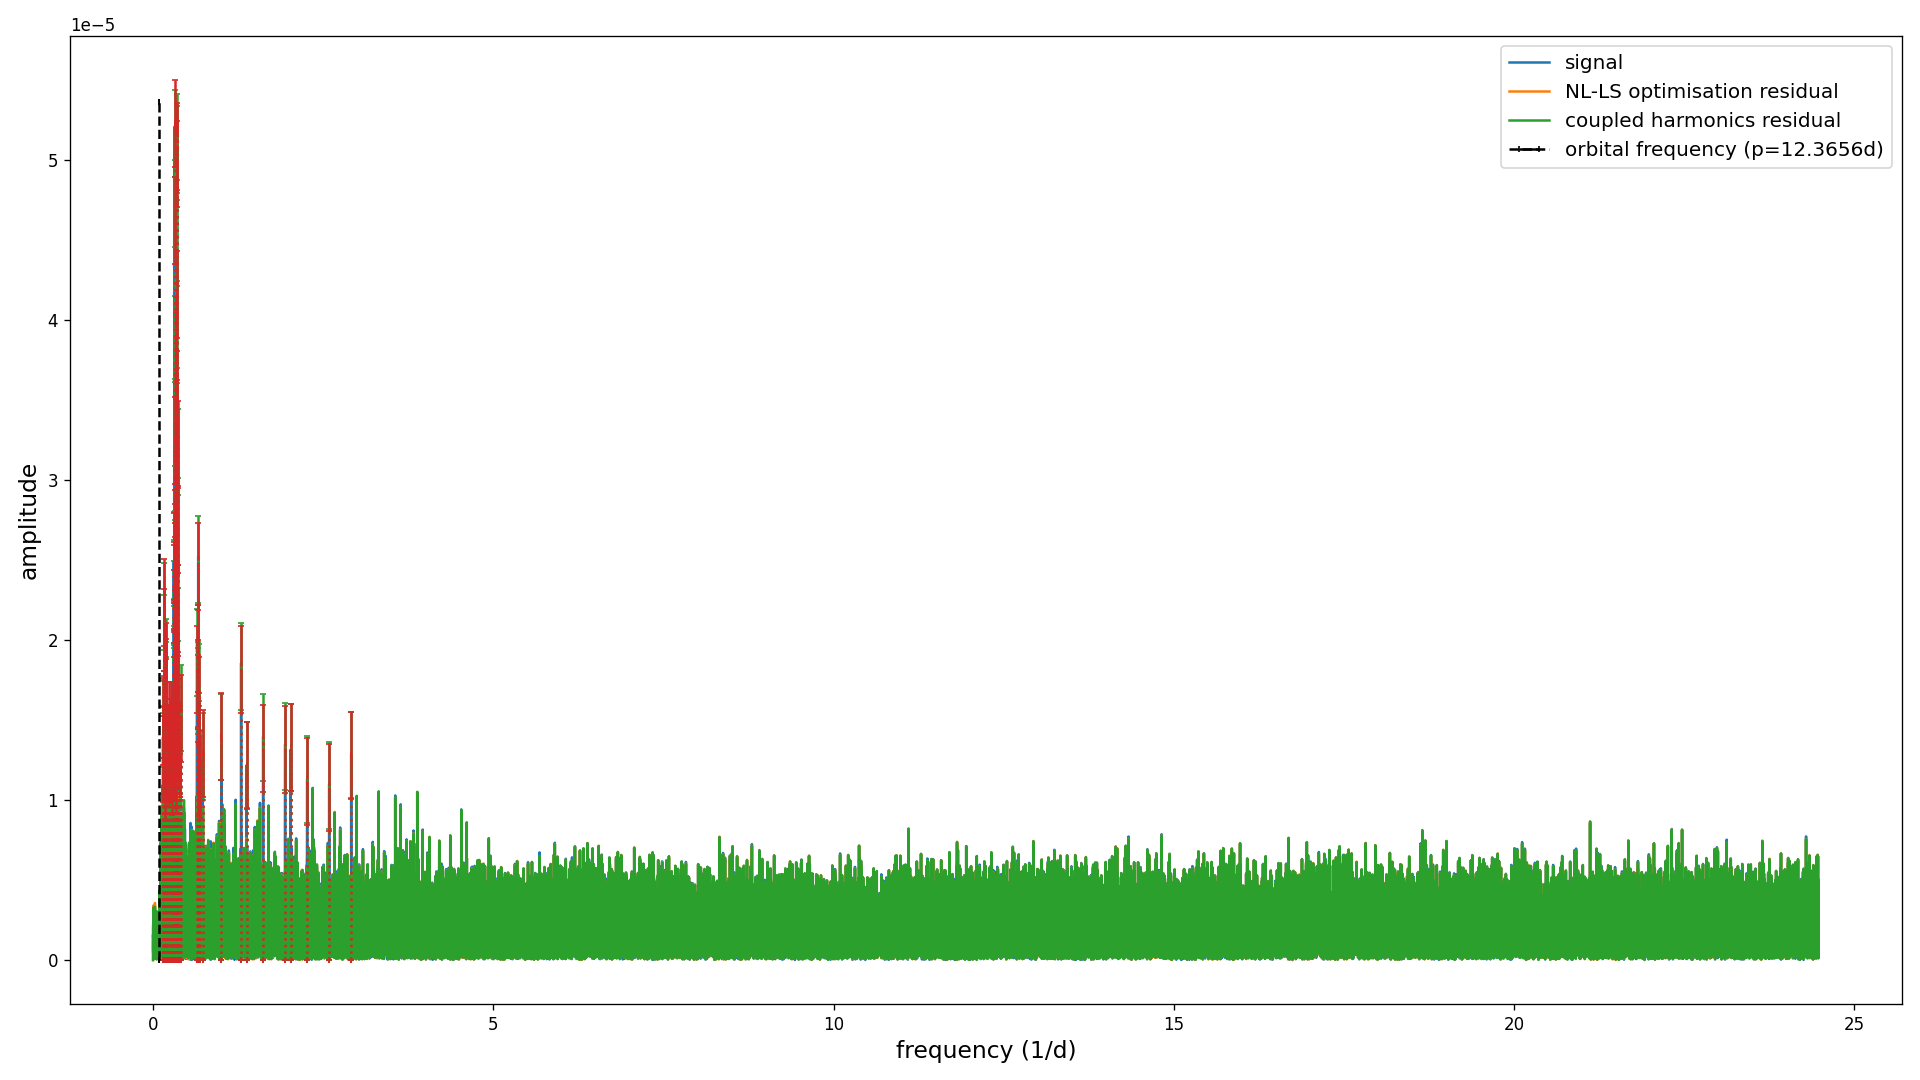 1e−5
signal
NL-LS optimisation residual
coupled harmonics residual
orbital frequency (p=12.3656d)
5
4
3
2
1
0
amplitude
0 5 10 15 20 25
frequency (1/d)